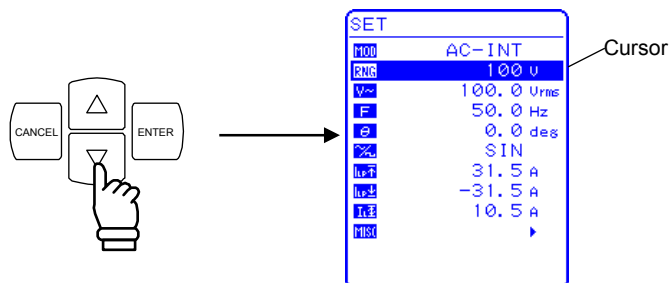 SET
MOD AC-INT
RNG 100 V
V~ 100.0 Vrms
F 50.0 Hz
θ 0.0 deg
SIN
31.5 A
-31.5 A
10.5 A
MISC
Cursor
CANCEL
ENTER